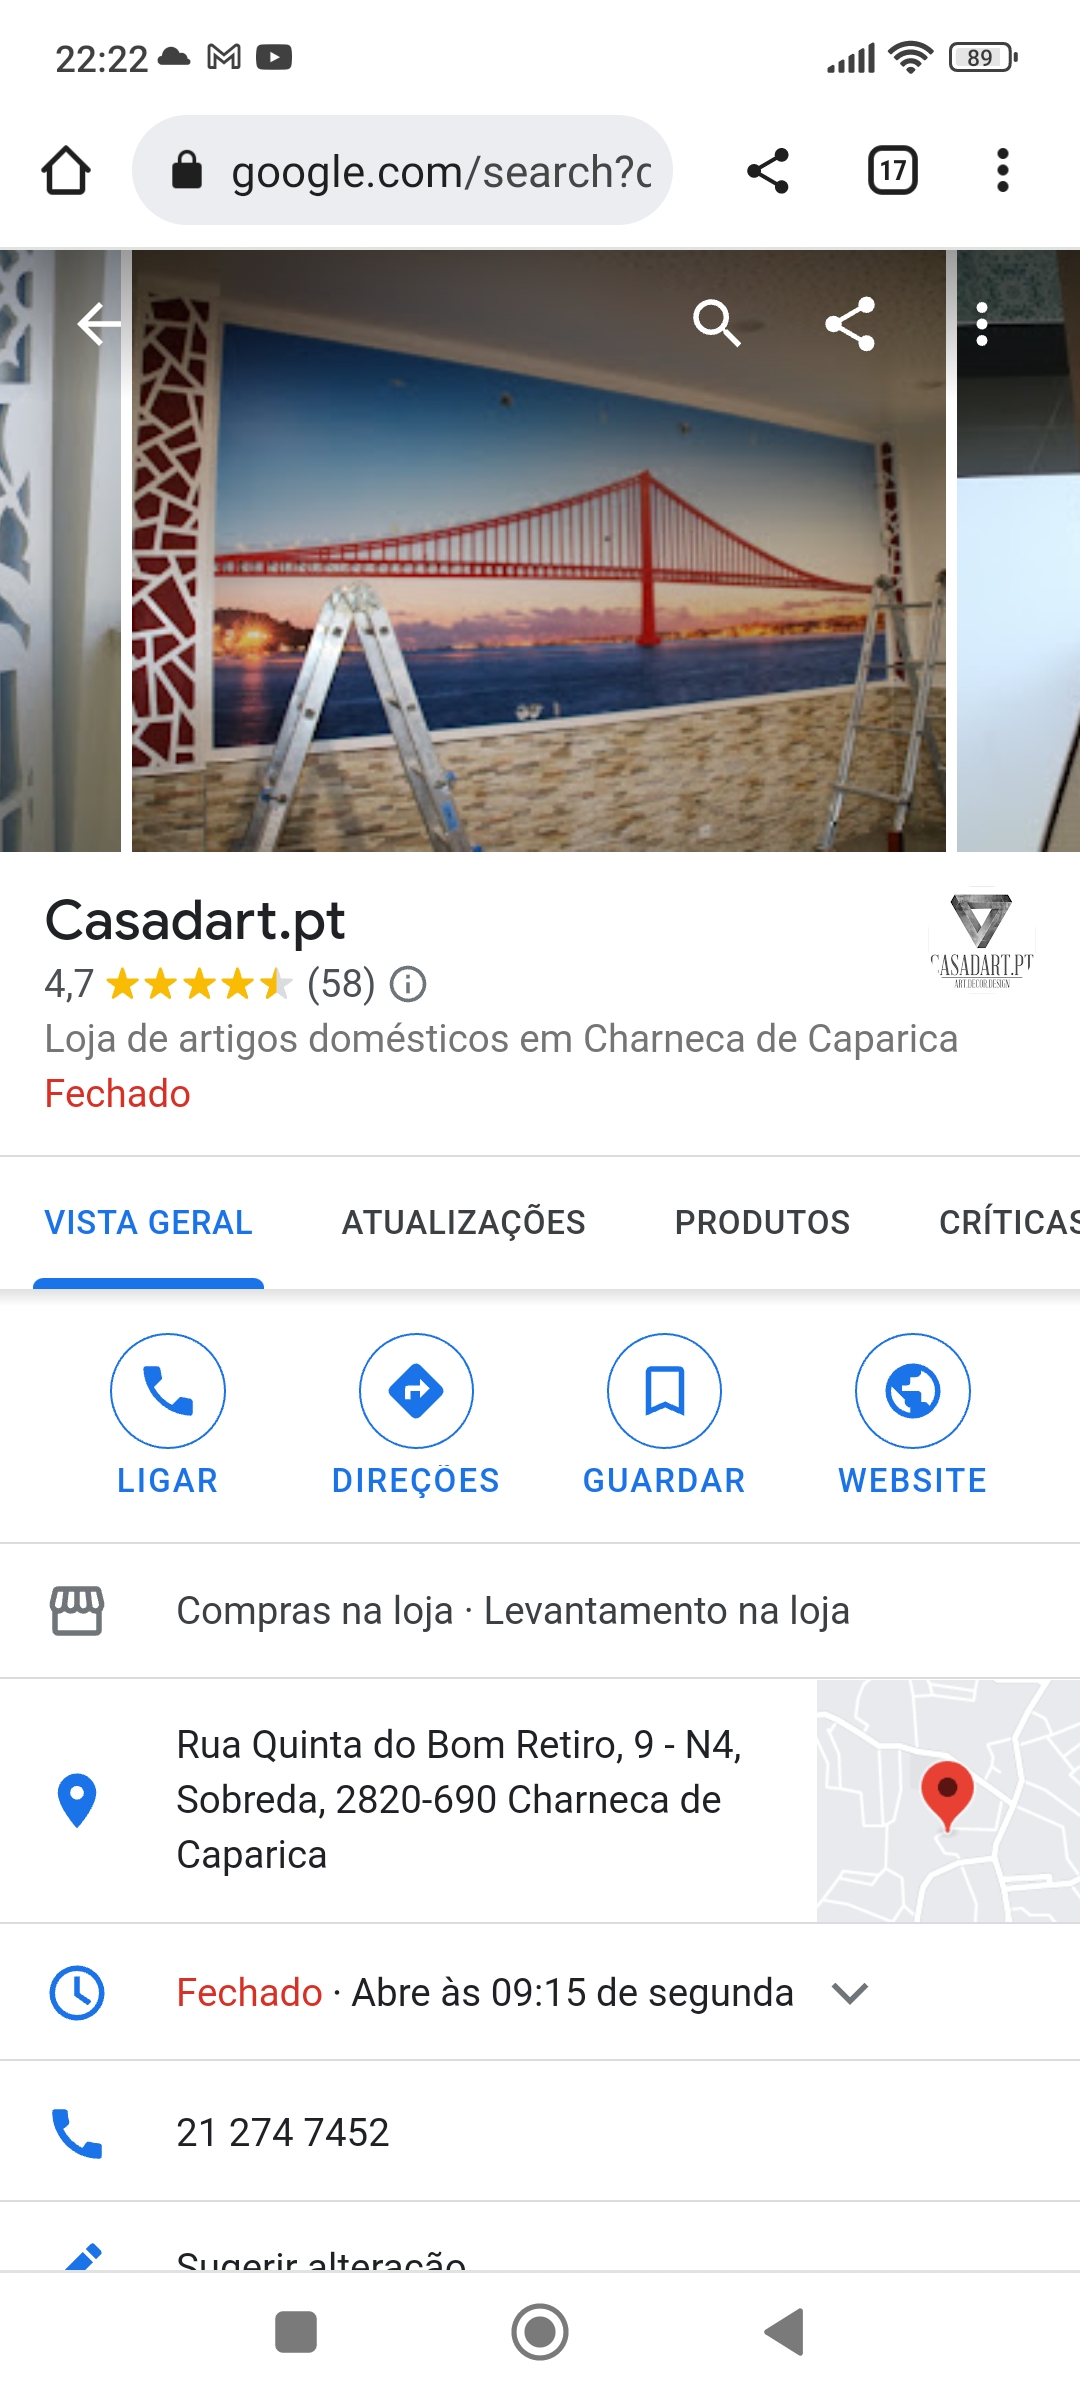 22:22
89
google.com/search?c
17
Casadart.pt
CASADART.PT
ART.DECOR.DESIGN
4,7 (58)
Loja de artigos domésticos em Charneca de Caparica
Fechado
VISTA GERAL ATUALIZAÇÕES PRODUTOS CRÍTICAS
LIGAR DIREÇÕES GUARDAR WEBSITE
Compras na loja · Levantamento na loja
Rua Quinta do Bom Retiro, 9 - N4,
Sobreda, 2820-690 Charneca de
Caparica
Fechado · Abre às 09:15 de segunda
21 274 7452
Sugerir alteração